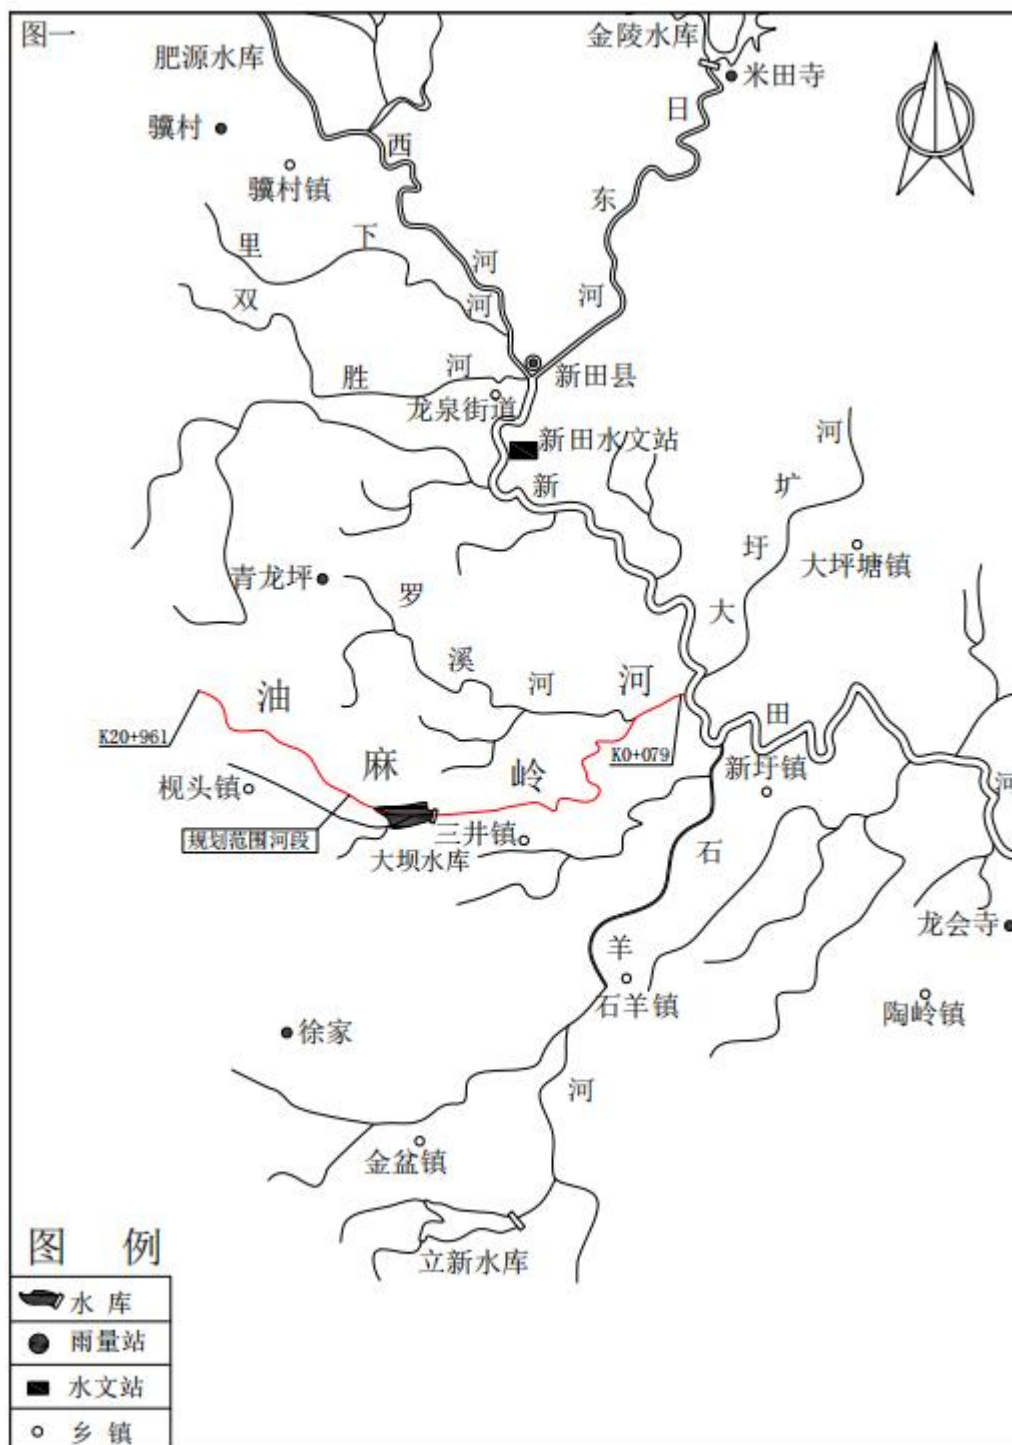 图一
肥源水库
金陵水库
米田寺
骥村
骥村镇
西
河
日
东
河
里
下
河
双
胜
河
新田县
龙泉街道
新田水文站
新
田
河
大
圩
圹
河
大坪塘镇
青龙坪
罗
溪
河
油
麻
岭
河
K20+961
K0+079
枧头镇
规划范围河段
大坝水库
三井镇
新圩镇
石
羊
河
石羊镇
龙会寺
陶岭镇
徐家
金盆镇
立新水库
图 例
水 库
雨量站
水文站
乡 镇